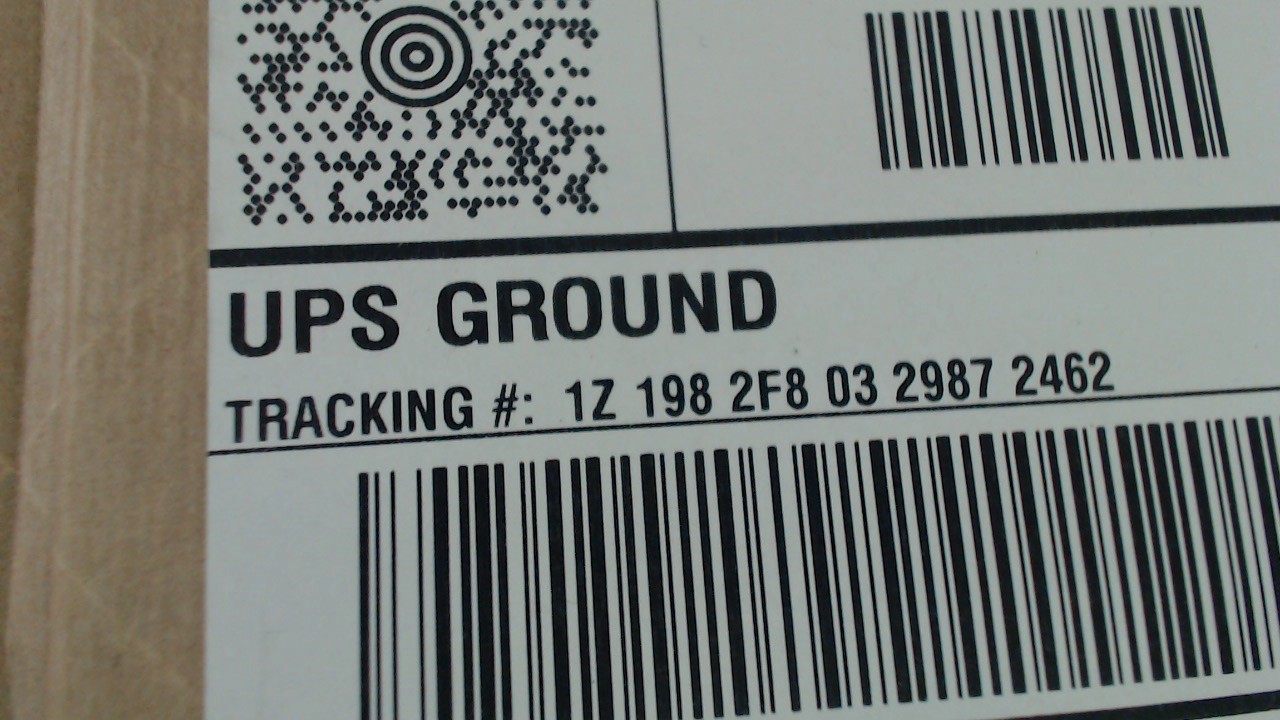 UPS GROUND
TRACKING #: 1Z 198 2F8 03 2987 2462